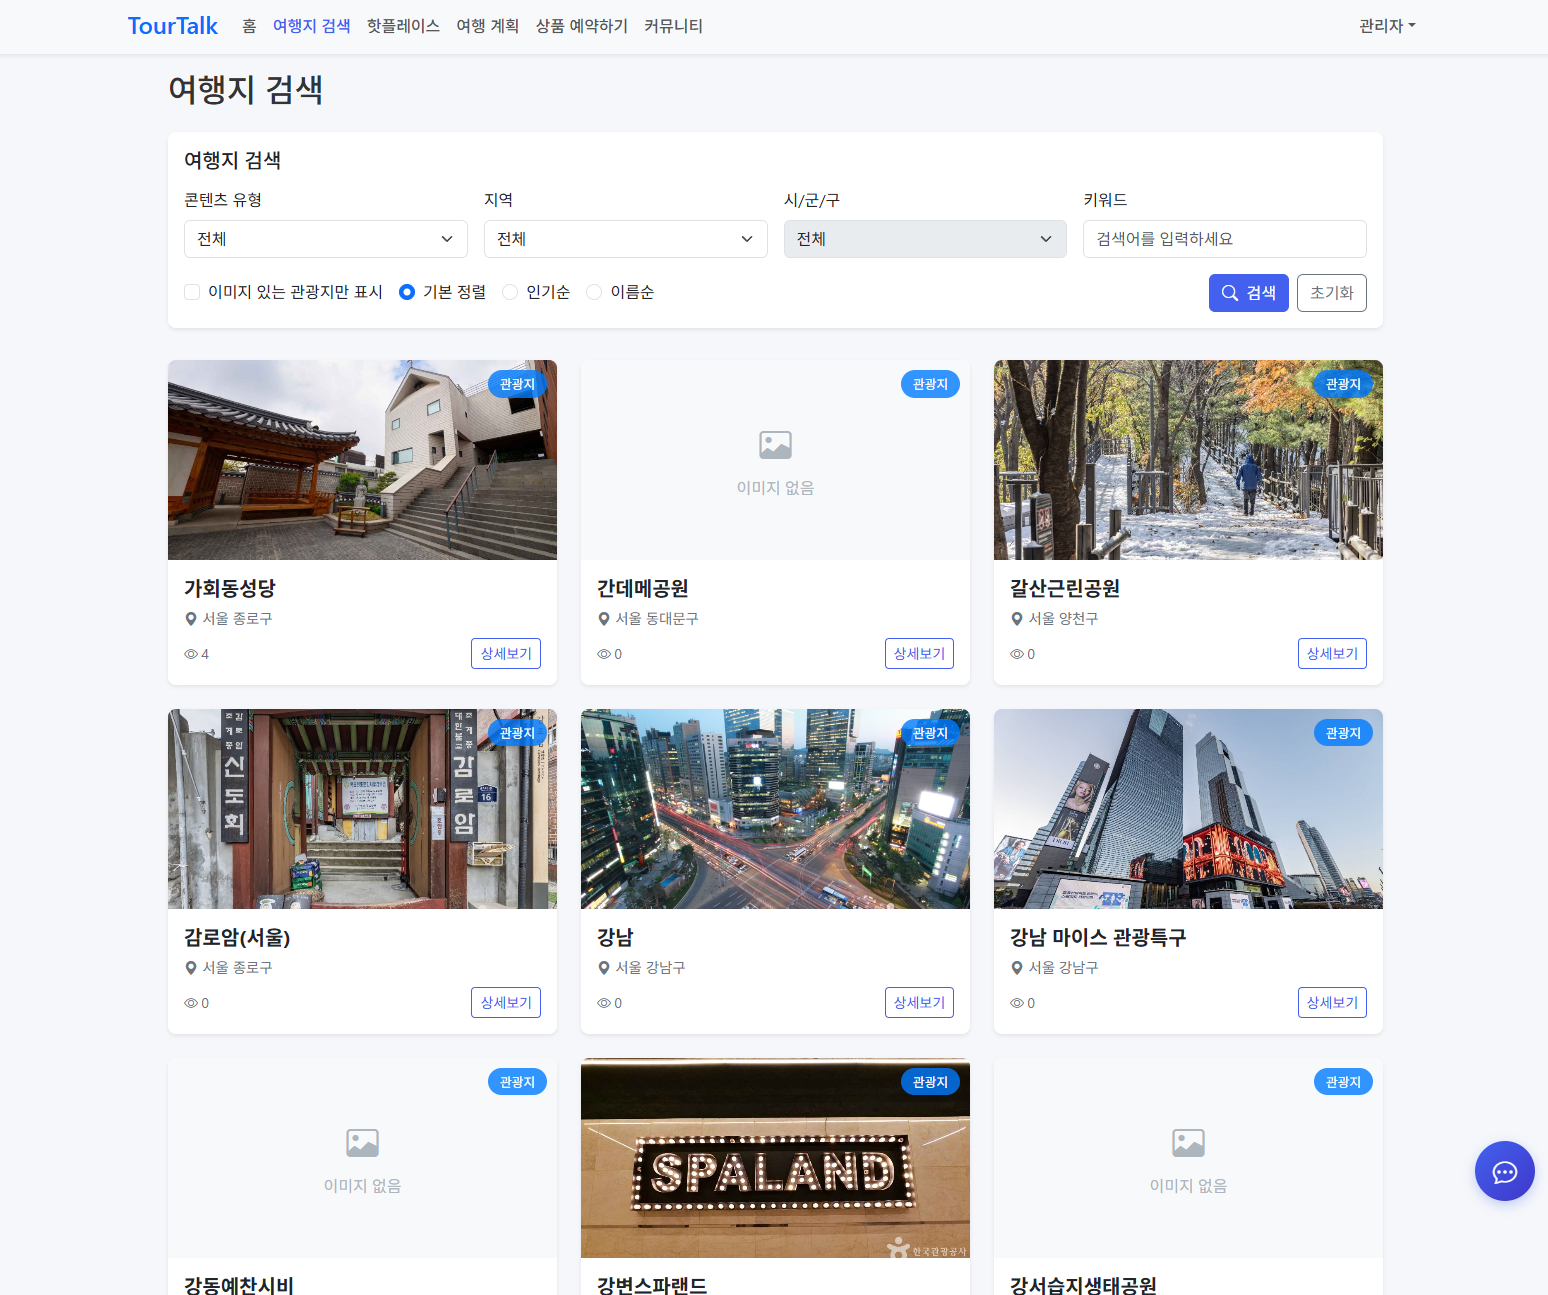 TourTalk 홈 여행지 검색 핫플레이스 여행 계획 상품 예약하기 커뮤니티 관리자
여행지 검색
여행지 검색
콘텐츠 유형 지역 시/군/구 키워드
전체 전체 전체 검색어를 입력하세요
이미지 있는 관광지만 표시 기본 정렬 인기순 이름순 검색 초기화
관광지 관광지 관광지
이미지 없음
가회동성당 간데메공원 갈산근린공원
서울 종로구 서울 동대문구 서울 양천구
4 상세보기 0 상세보기 0 상세보기
관광지 관광지 관광지
신도회 감로암
16
감로암(서울) 강남 강남 마이스 관광특구
서울 종로구 서울 강남구 서울 강남구
0 상세보기 0 상세보기 0 상세보기
관광지 관광지 관광지
이미지 없음 SPALAND 이미지 없음
한국관광공사
강동예찬시비 강변스파랜드 강서습지생태공원